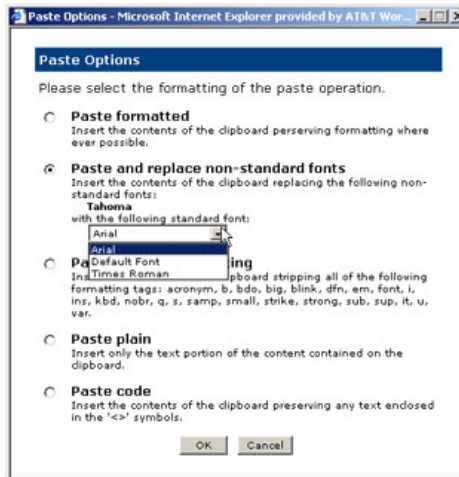 Paste Options - Microsoft Internet Explorer provided by AT&T Wor...
Paste Options
Please select the formatting of the paste operation.
Paste formatted
Insert the contents of the clipboard perserving formatting where
ever possible.
Paste and replace non-standard fonts
Insert the contents of the clipboard replacing the following non-
standard fonts:
Tahoma
with the following standard font:
Arial
Arial
Default Font
Times Roman
Pa
ing
Ins
pboard stripping all of the following
formatting tags: acronym, b, bdo, big, blink, dfn, em, font, i,
ins, kbd, nobr, q, s, samp, small, strike, strong, sub, sup, it, u,
var.
Paste plain
Insert only the text portion of the content contained on the
clipboard.
Paste code
Insert the contents of the clipboard preserving any text enclosed
in the '<>' symbols.
OK
Cancel